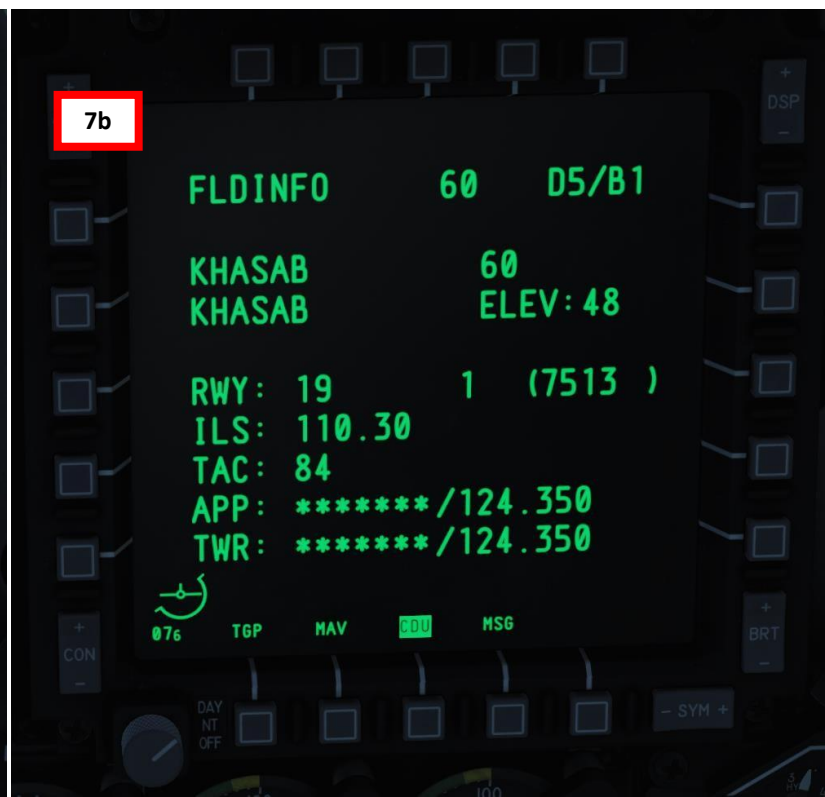 7b
+
DSP
-
FLDINFO 60 D5/B1
KHASAB 60
KHASAB ELEV:48
RWY: 19 1 (7513 )
ILS: 110.30
TAC: 84
APP: *******/124.350
TWR: *******/124.350
076 TGP MAV CDU MSG
+
CON
-
+
BRT
-
DAY
NT
OFF
- SYM +
100